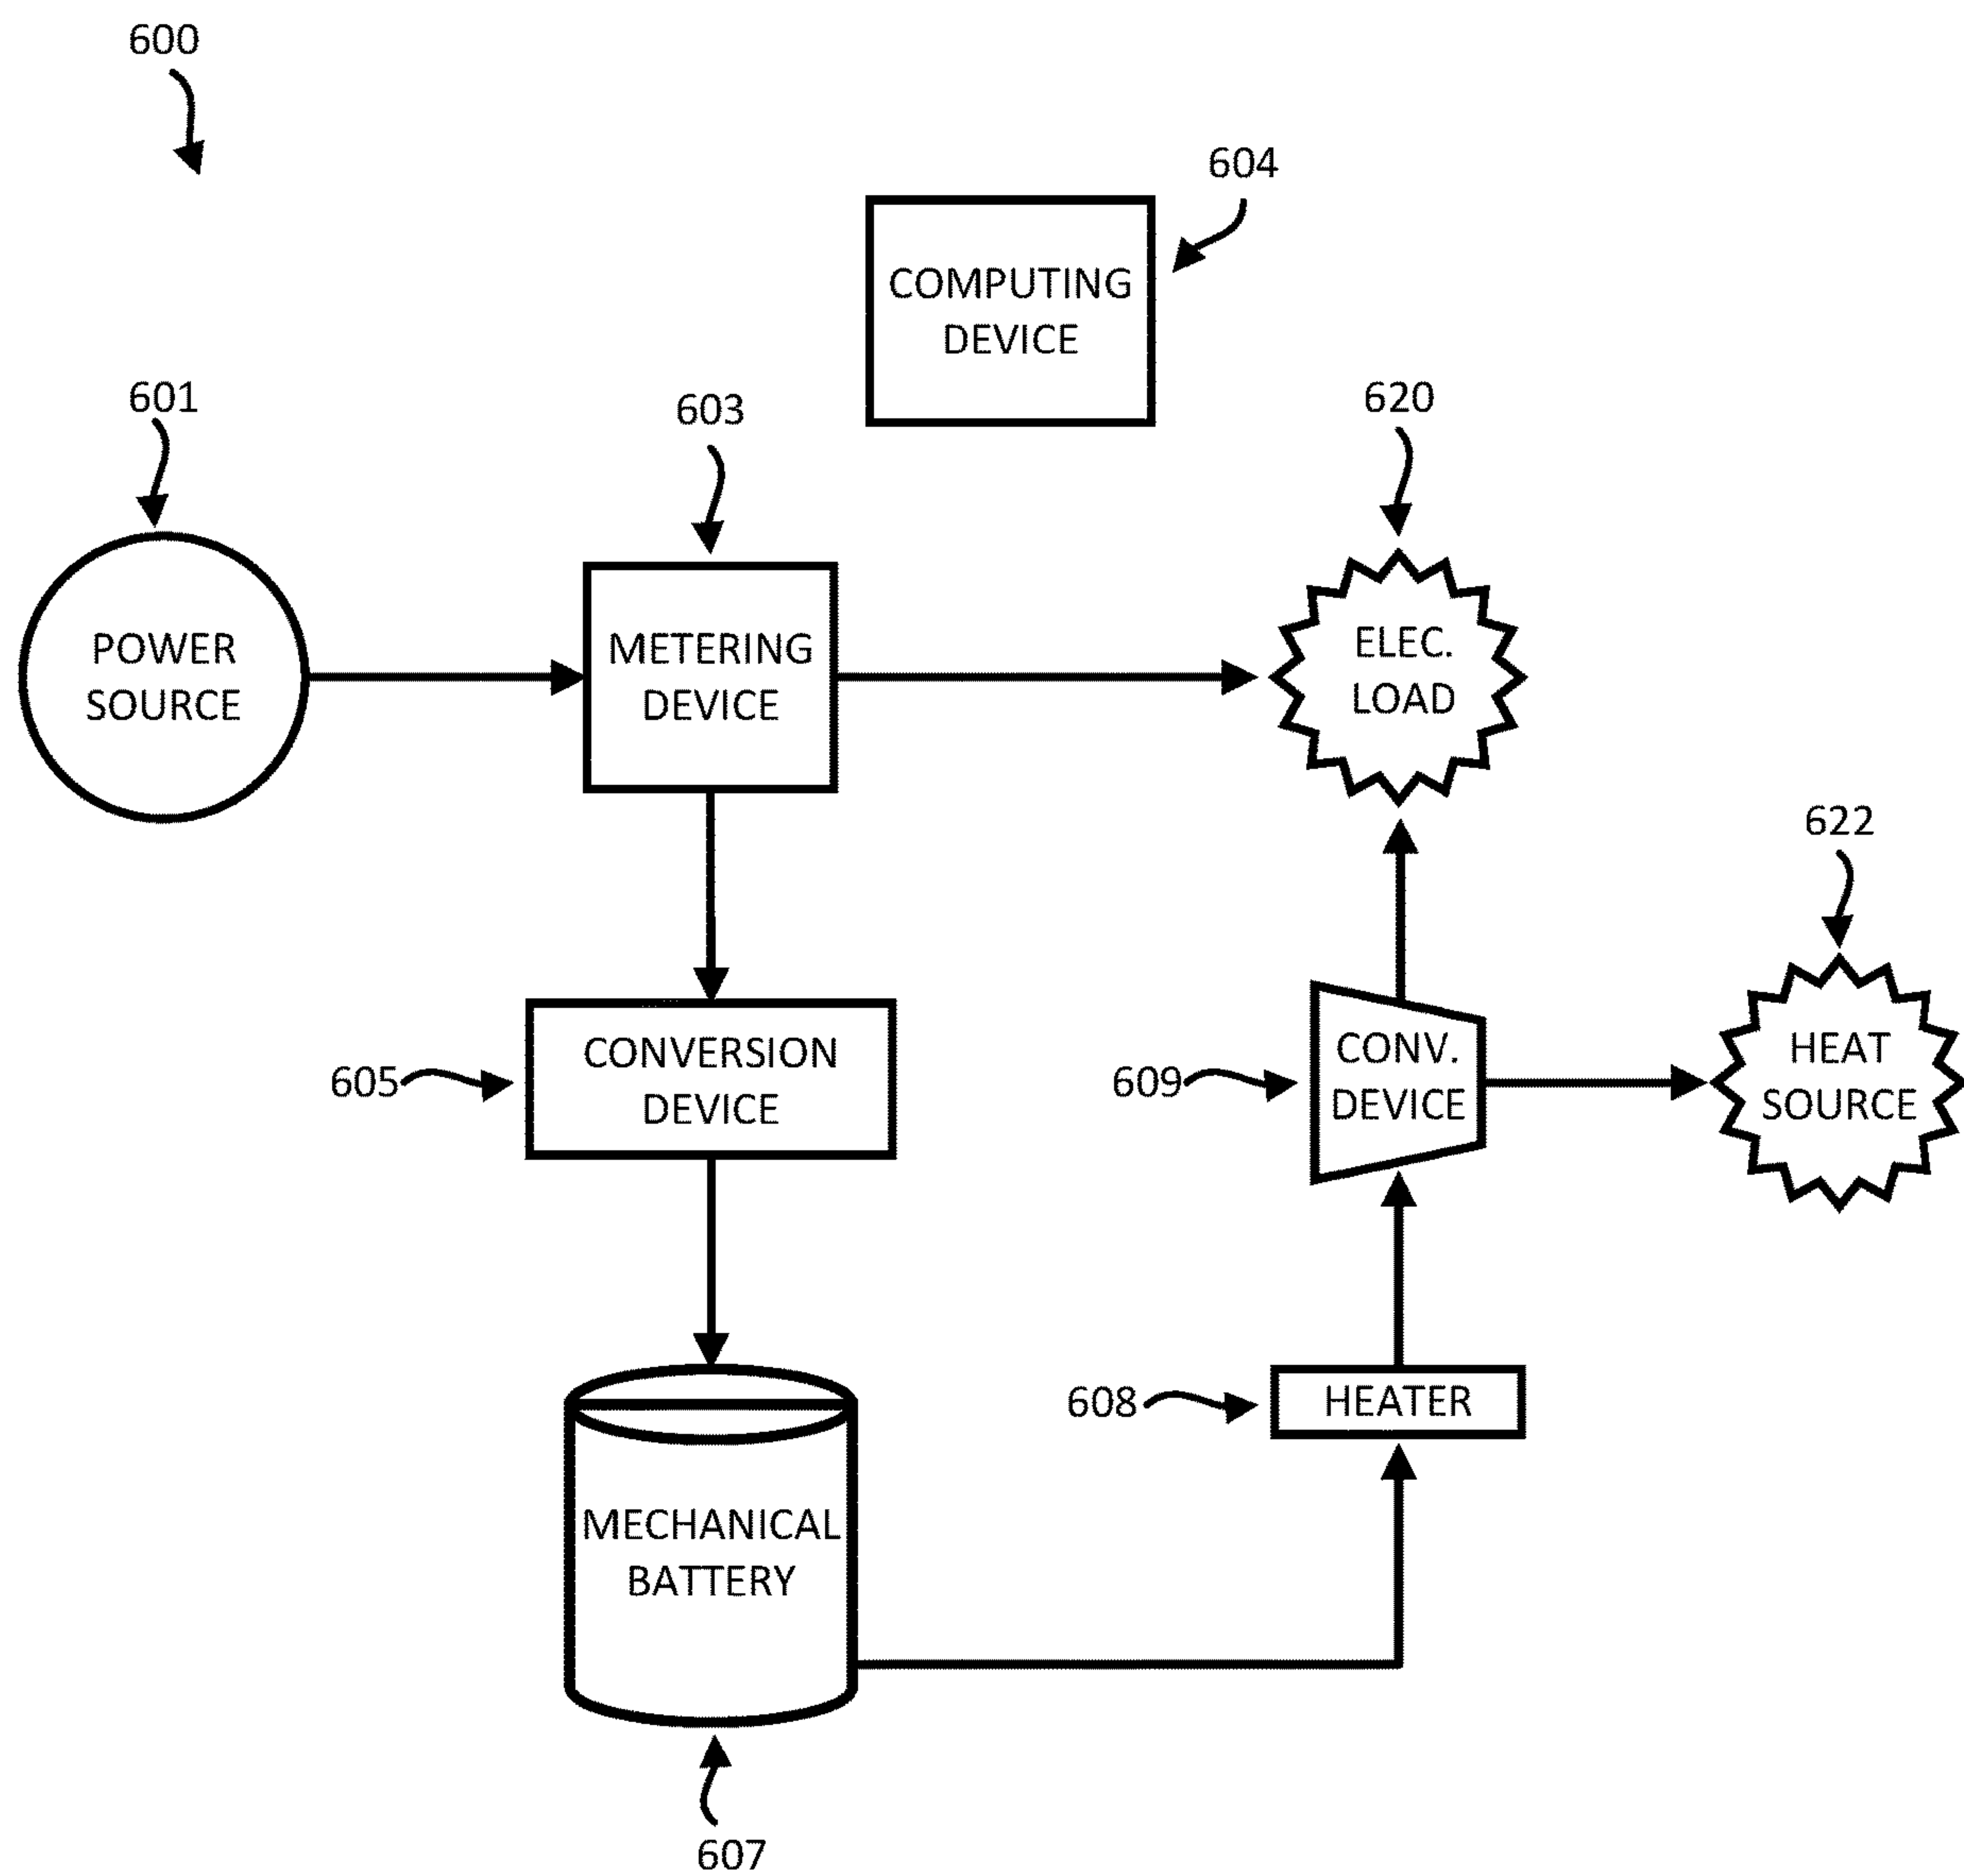 600
604
COMPUTING
DEVICE
601
603
620
POWER
SOURCE
METERING
DEVICE
ELEC.
LOAD
622
605
CONVERSION
DEVICE
609
CONV.
DEVICE
HEAT
SOURCE
608
HEATER
MECHANICAL
BATTERY
607